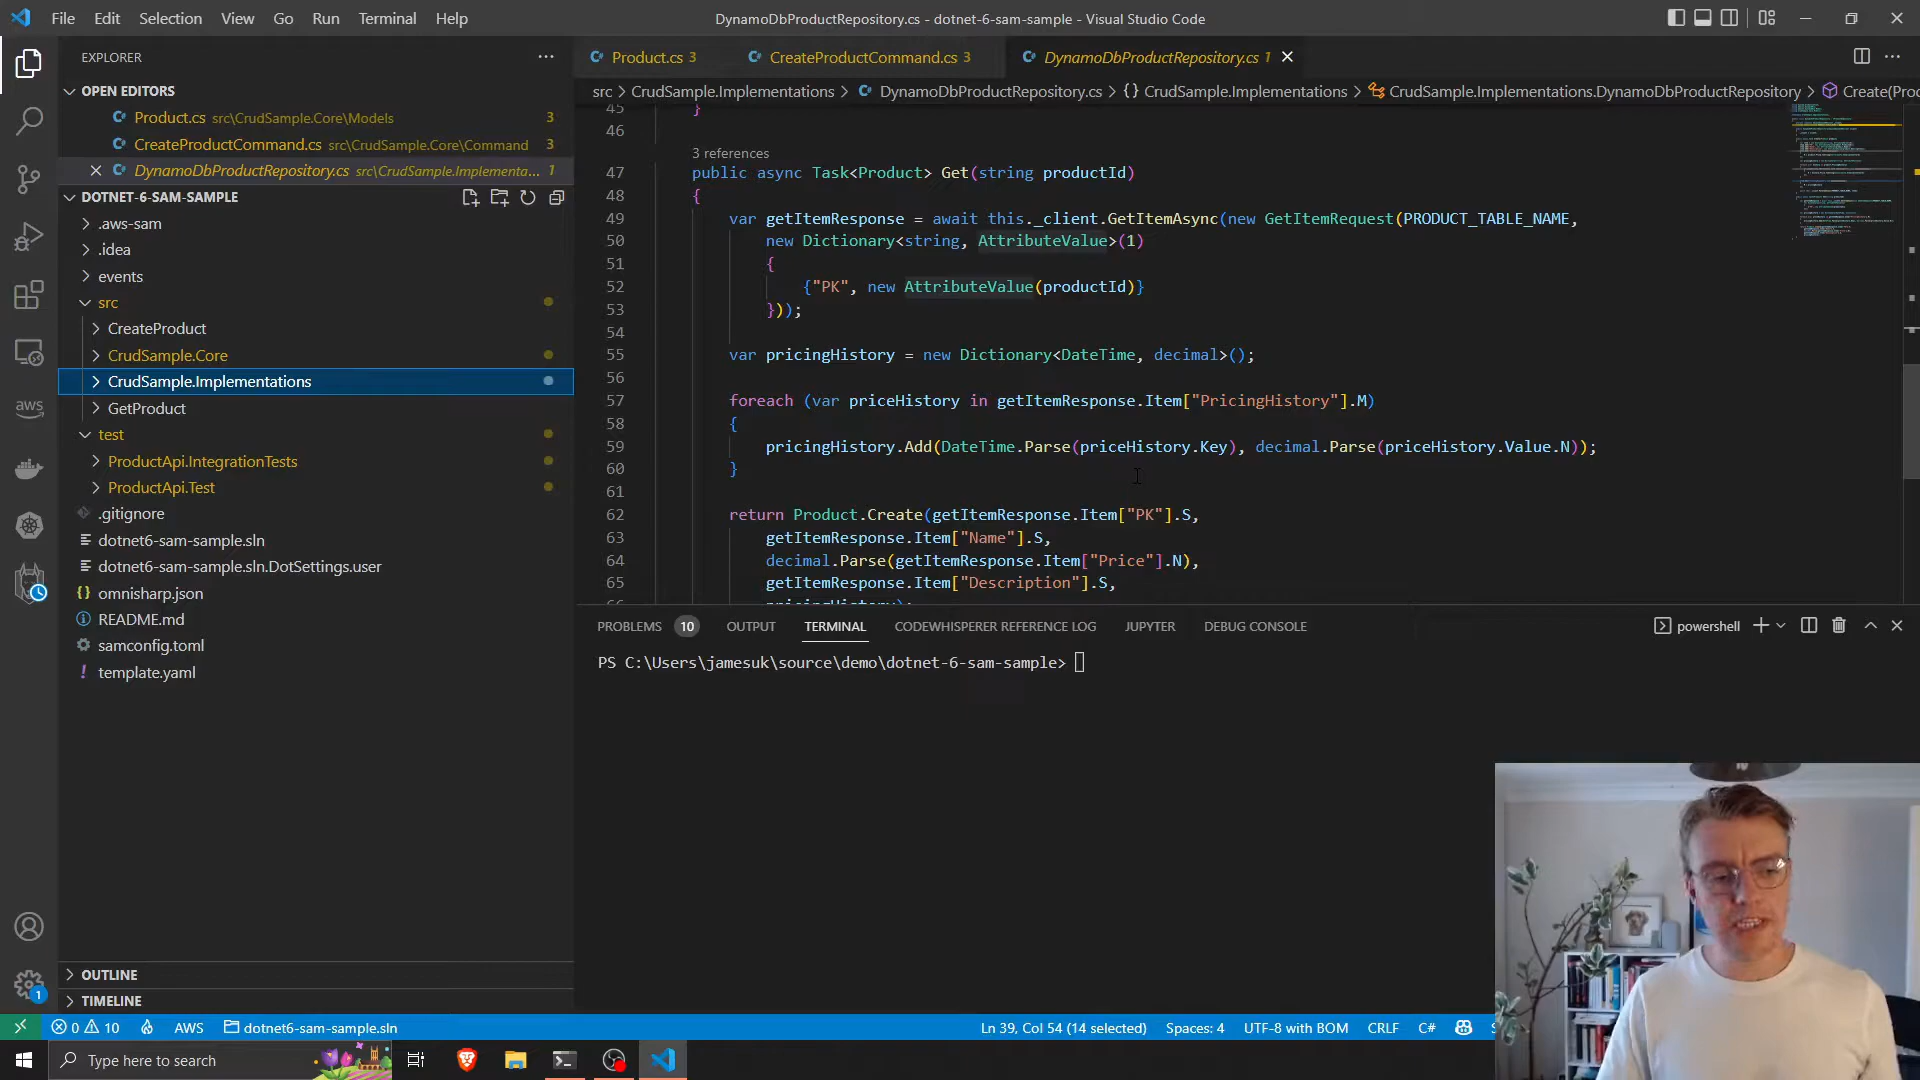 File Edit Selection View Go Run Terminal Help
DynamoDbProductRepository.cs - dotnet-6-sam-sample - Visual Studio Code
EXPLORER
OPEN EDITORS
Product.cs src\CrudSample.Core\Models 3
CreateProductCommand.cs src\CrudSample.Core\Command 3
DynamoDbProductRepository.cs src\CrudSample.Implementa... 1
DOTNET-6-SAM-SAMPLE
.aws-sam
.idea
events
src
CreateProduct
CrudSample.Core
CrudSample.Implementations
GetProduct
test
ProductApi.IntegrationTests
ProductApi.Test
.gitignore
dotnet6-sam-sample.sln
dotnet6-sam-sample.sln.DotSettings.user
omnisharp.json
README.md
samconfig.toml
template.yaml
OUTLINE
TIMELINE
Product.cs 3 CreateProductCommand.cs 3 DynamoDbProductRepository.cs 1
src > CrudSample.Implementations > DynamoDbProductRepository.cs > {} CrudSample.Implementations > CrudSample.Implementations.DynamoDbProductRepository > Create(Proc
45 }
46
3 references
47 public async Task<Product> Get(string productId)
48 {
49 var getItemResponse = await this._client.GetItemAsync(new GetItemRequest(PRODUCT_TABLE_NAME,
50 new Dictionary<string, AttributeValue>(1)
51 {
52 {"PK", new AttributeValue(productId)}
53 }));
54
55 var pricingHistory = new Dictionary<DateTime, decimal>();
56
57 foreach (var priceHistory in getItemResponse.Item["PricingHistory"].M)
58 {
59 pricingHistory.Add(DateTime.Parse(priceHistory.Key), decimal.Parse(priceHistory.Value.N));
60 }
61
62 return Product.Create(getItemResponse.Item["PK"].S,
63 getItemResponse.Item["Name"].S,
64 decimal.Parse(getItemResponse.Item["Price"].N),
65 getItemResponse.Item["Description"].S,
66 pricingHistory);
PROBLEMS 10 OUTPUT TERMINAL CODEWHISPERER REFERENCE LOG JUPYTER DEBUG CONSOLE
powershell
PS C:\Users\jamesuk\source\demo\dotnet-6-sam-sample>
aws
1
0 10 AWS dotnet6-sam-sample.sln
Ln 39, Col 54 (14 selected) Spaces: 4 UTF-8 with BOM CRLF C#
Type here to search